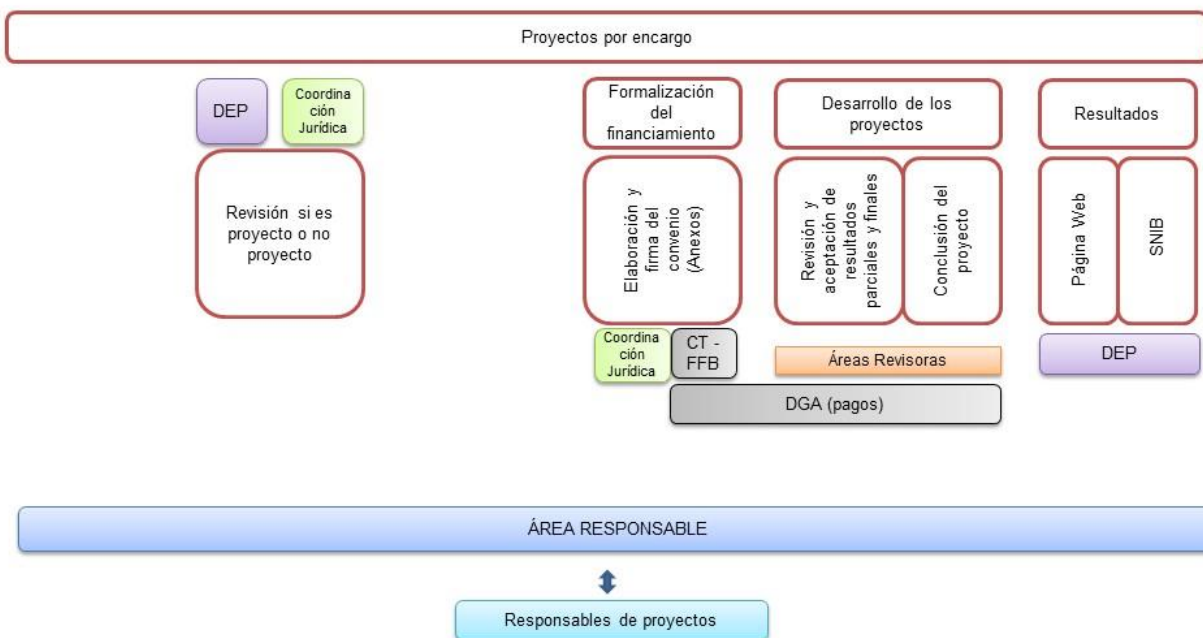 Proyectos por encargo
DEP
Coordina
ción
Jurídica
Revisión si es
proyecto o no
proyecto
Formalización
del
financiamiento
Elaboración y
firma del
convenio
(Anexos)
Coordina
ción
Jurídica
CT -
FFB
Desarrollo de los
proyectos
Revisión y
aceptación de
resultados
parciales y finales
Conclusión del
proyecto
Áreas Revisoras
DGA (pagos)
Resultados
Página Web
SNIB
DEP
ÁREA RESPONSABLE
Responsables de proyectos